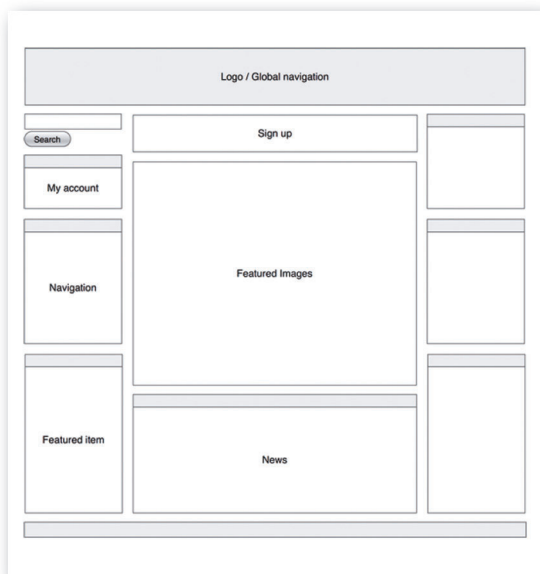 Logo / Global navigation
Search
Sign up
My account
Navigation
Featured Images
Featured item
News